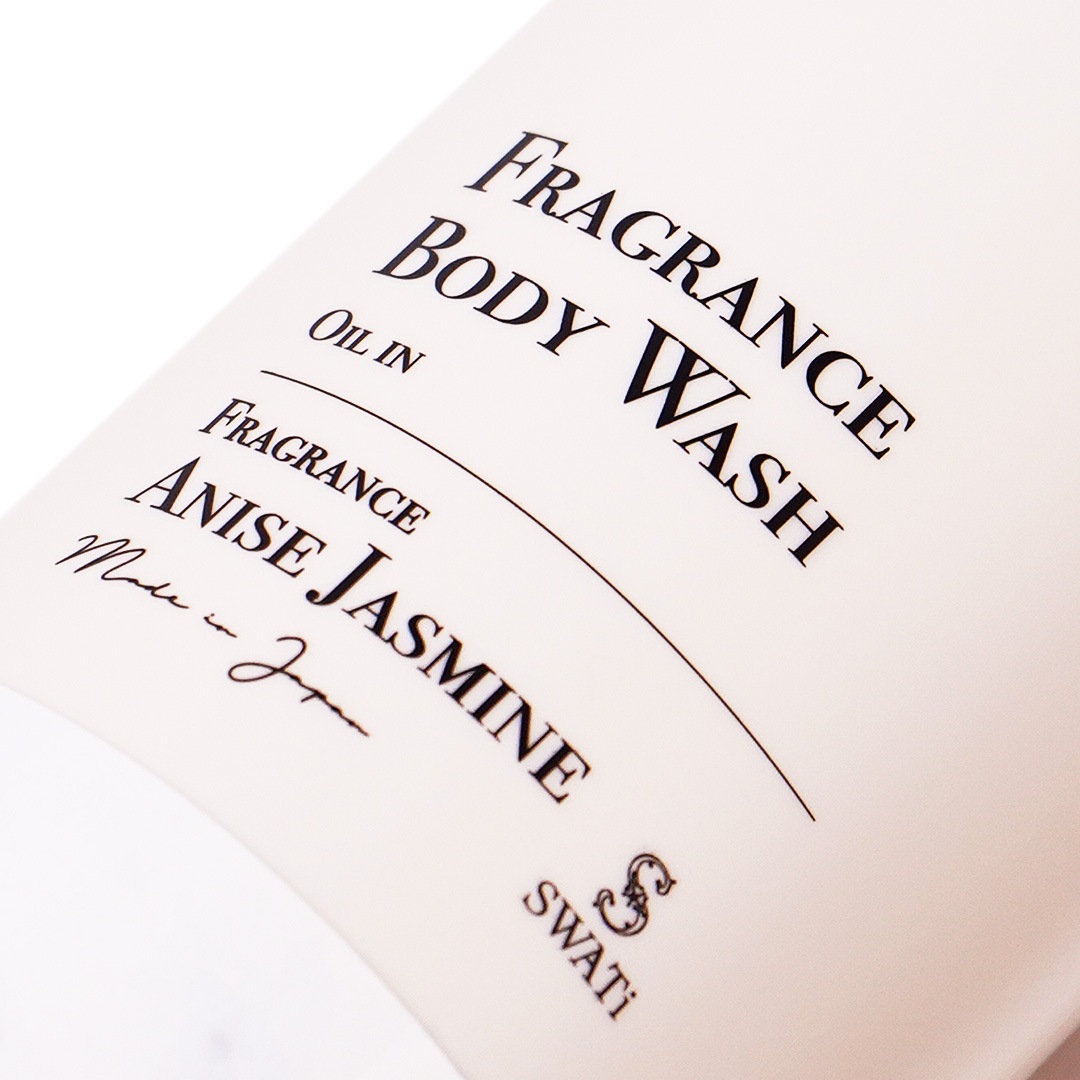 FRAGRANCE
BODY WASH
OIL IN
FRAGRANCE
ANISE JASMINE
Made in Japan
SWATi